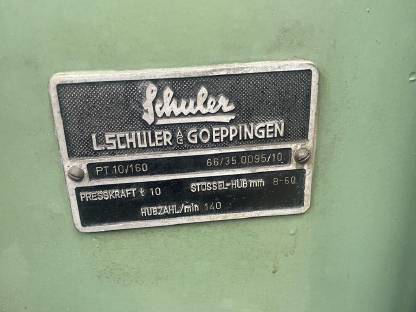 Schuler
L. SCHULER AG GOEPPINGEN
PT 10/160 66/35.0095/10
PRESSKRAFT t 10 STÖSSEL-HUB mm 8-60
HUBZAHL/min 140